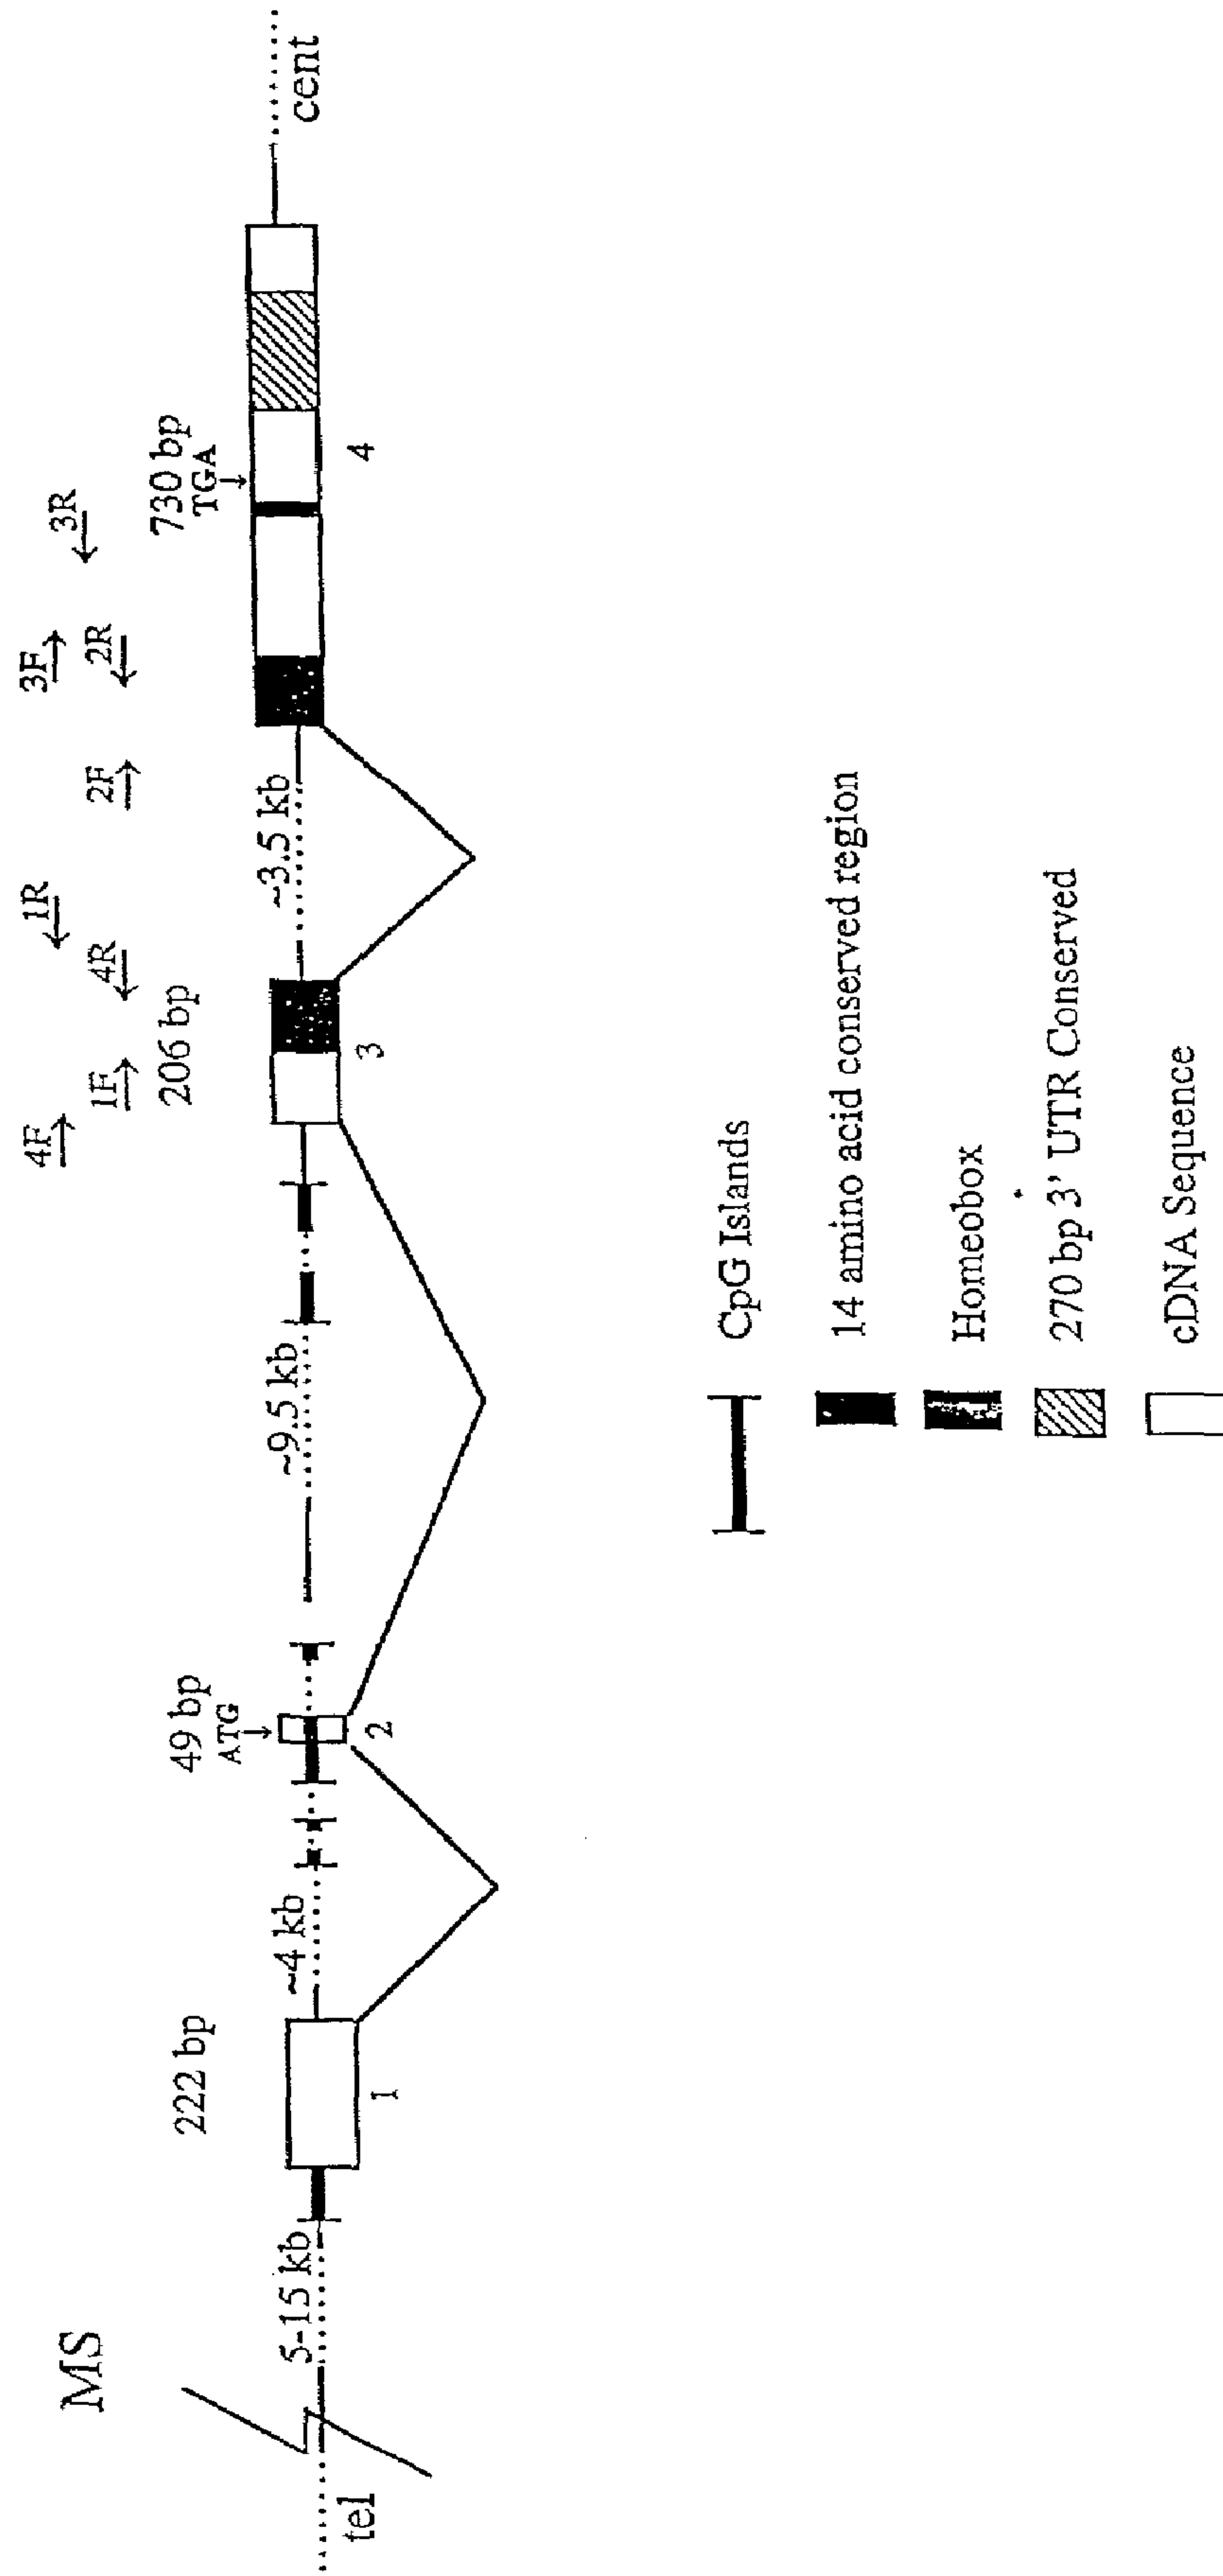 MS
tel
5-15 kb
222 bp
1
~4 kb
49 bp
ATG
2
~9.5 kb
4F
1F
206 bp
3
4R
1R
~3.5 kb
2F
3F
2R
3R
730 bp
TGA
4
cent
CpG Islands
14 amino acid conserved region
Homeobox
270 bp 3' UTR Conserved
cDNA Sequence